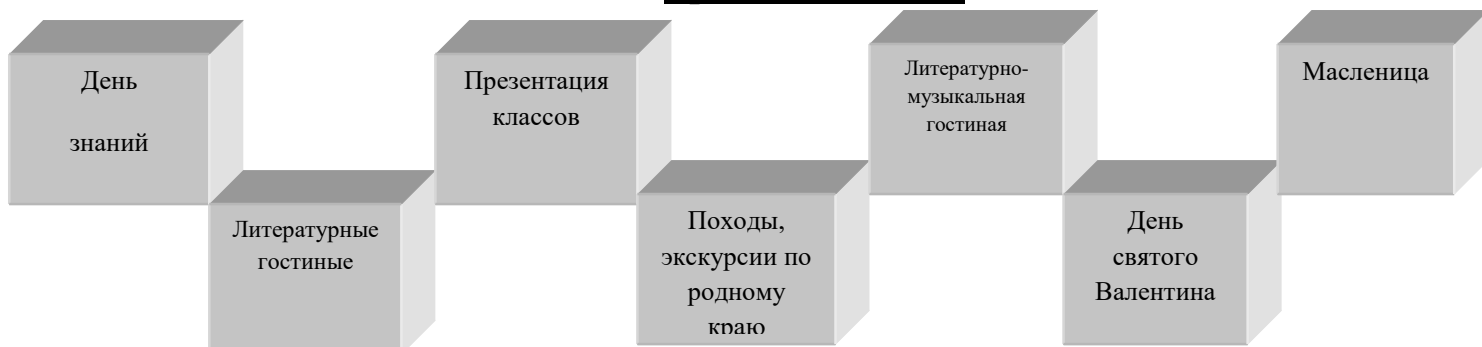 День
знаний
Литературные
гостиные
Презентация
классов
Походы,
экскурсии по
родному
краю
Литературно-
музыкальная
гостиная
День
святого
Валентина
Масленица